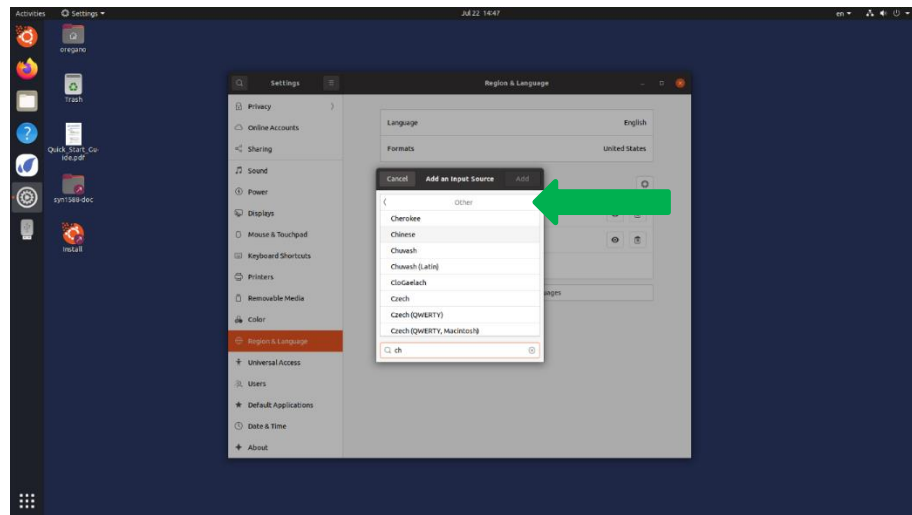 Activities Settings Jul 22 14:47 en
oregano
Trash
Quick_Start_Gu-
ide.pdf
syn1588-doc
Install
Settings Region & Language
Privacy
Online Accounts
Sharing
Sound
Power
Displays
Mouse & Touchpad
Keyboard Shortcuts
Printers
Removable Media
Color
Region & Language
Universal Access
Users
Default Applications
Date & Time
About
Language English
Formats United States
Cancel Add an Input Source Add
Other
Cherokee
Chinese
Chuvash
Chuvash (Latin)
CloGaelach
Czech
Czech (QWERTY)
Czech (QWERTY, Macintosh)
ch